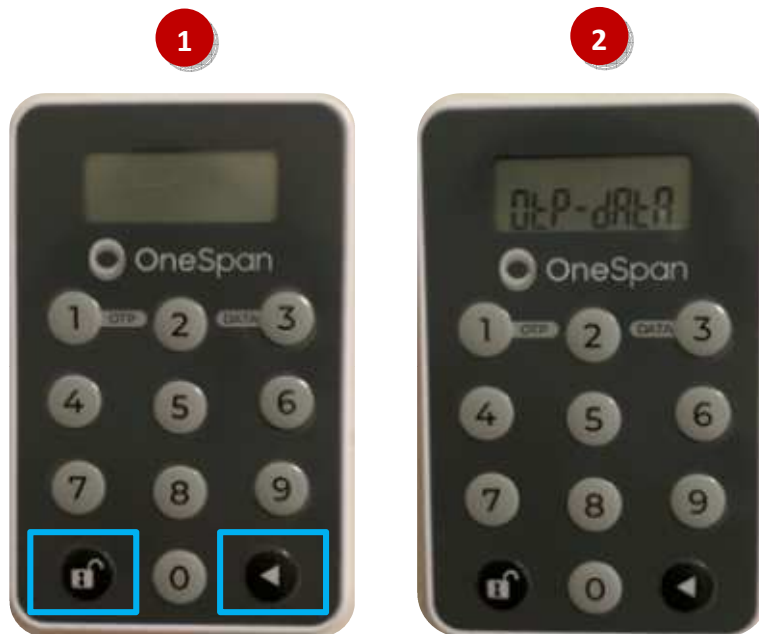 1
OneSpan
1 OTP 2 DATA 3
4 5 6
7 8 9
0
2
OtP-dAtA
OneSpan
1 OTP 2 DATA 3
4 5 6
7 8 9
0